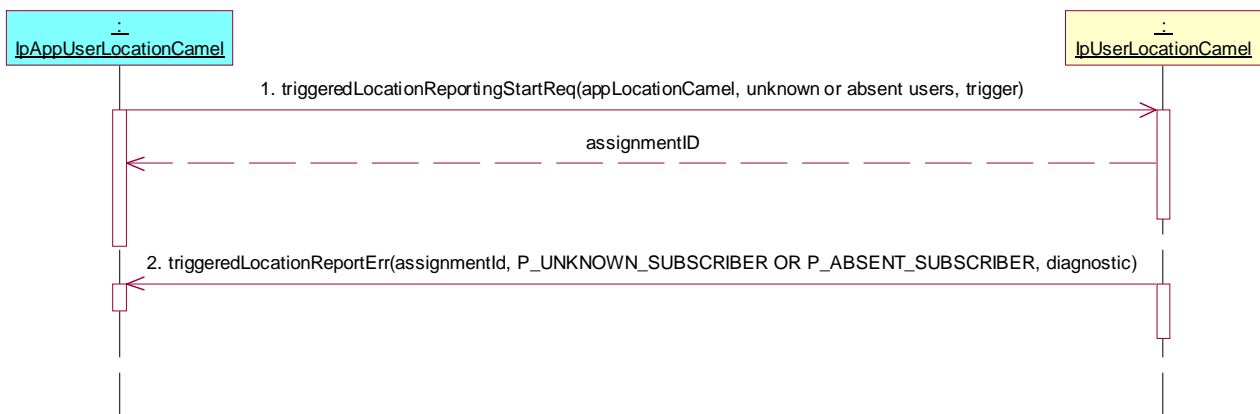 :
IpAppUserLocationCamel
:
IpUserLocationCamel
1. triggeredLocationReportingStartReq(appLocationCamel, unknown or absent users, trigger)
assignmentID
2. triggeredLocationReportErr(assignmentId, P_UNKNOWN_SUBSCRIBER OR P_ABSENT_SUBSCRIBER, diagnostic)